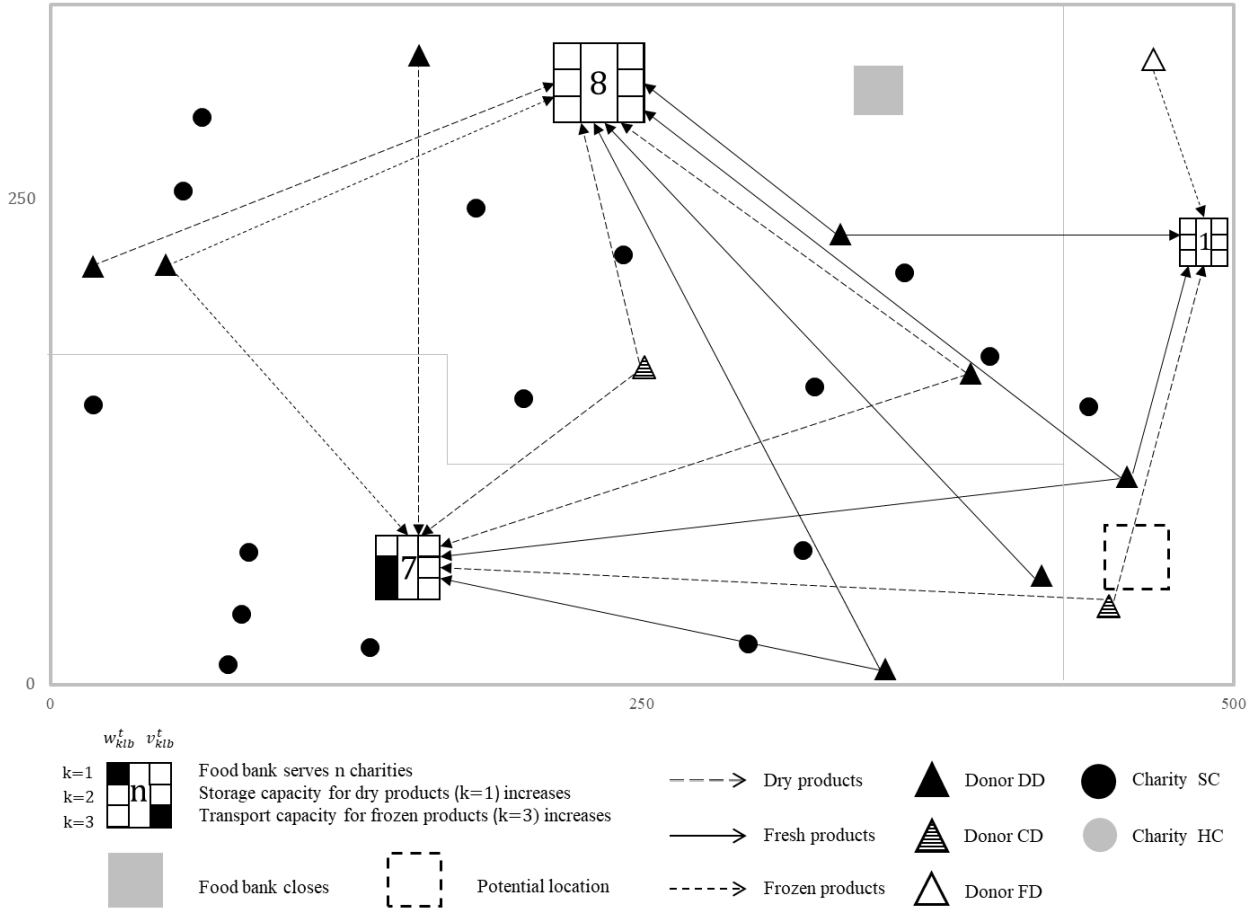 8
250
1
7
0
0
250
500
w^t_klb v^t_klb
k=1
k=2
k=3
n
Food bank serves n charities
Storage capacity for dry products (k=1) increases
Transport capacity for frozen products (k=3) increases
Food bank closes
Potential location
Dry products
Fresh products
Frozen products
Donor DD
Donor CD
Donor FD
Charity SC
Charity HC